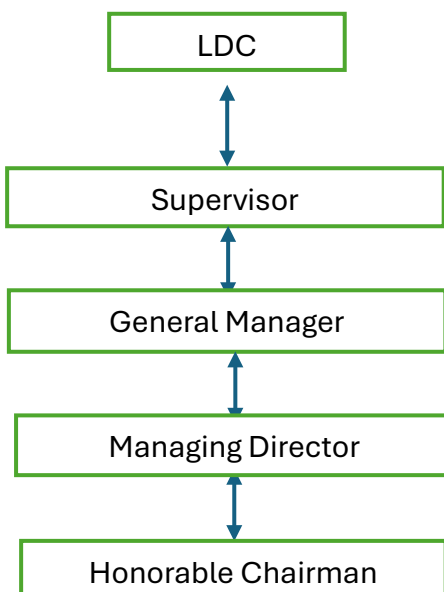 LDC
Supervisor
General Manager
Managing Director
Honorable Chairman